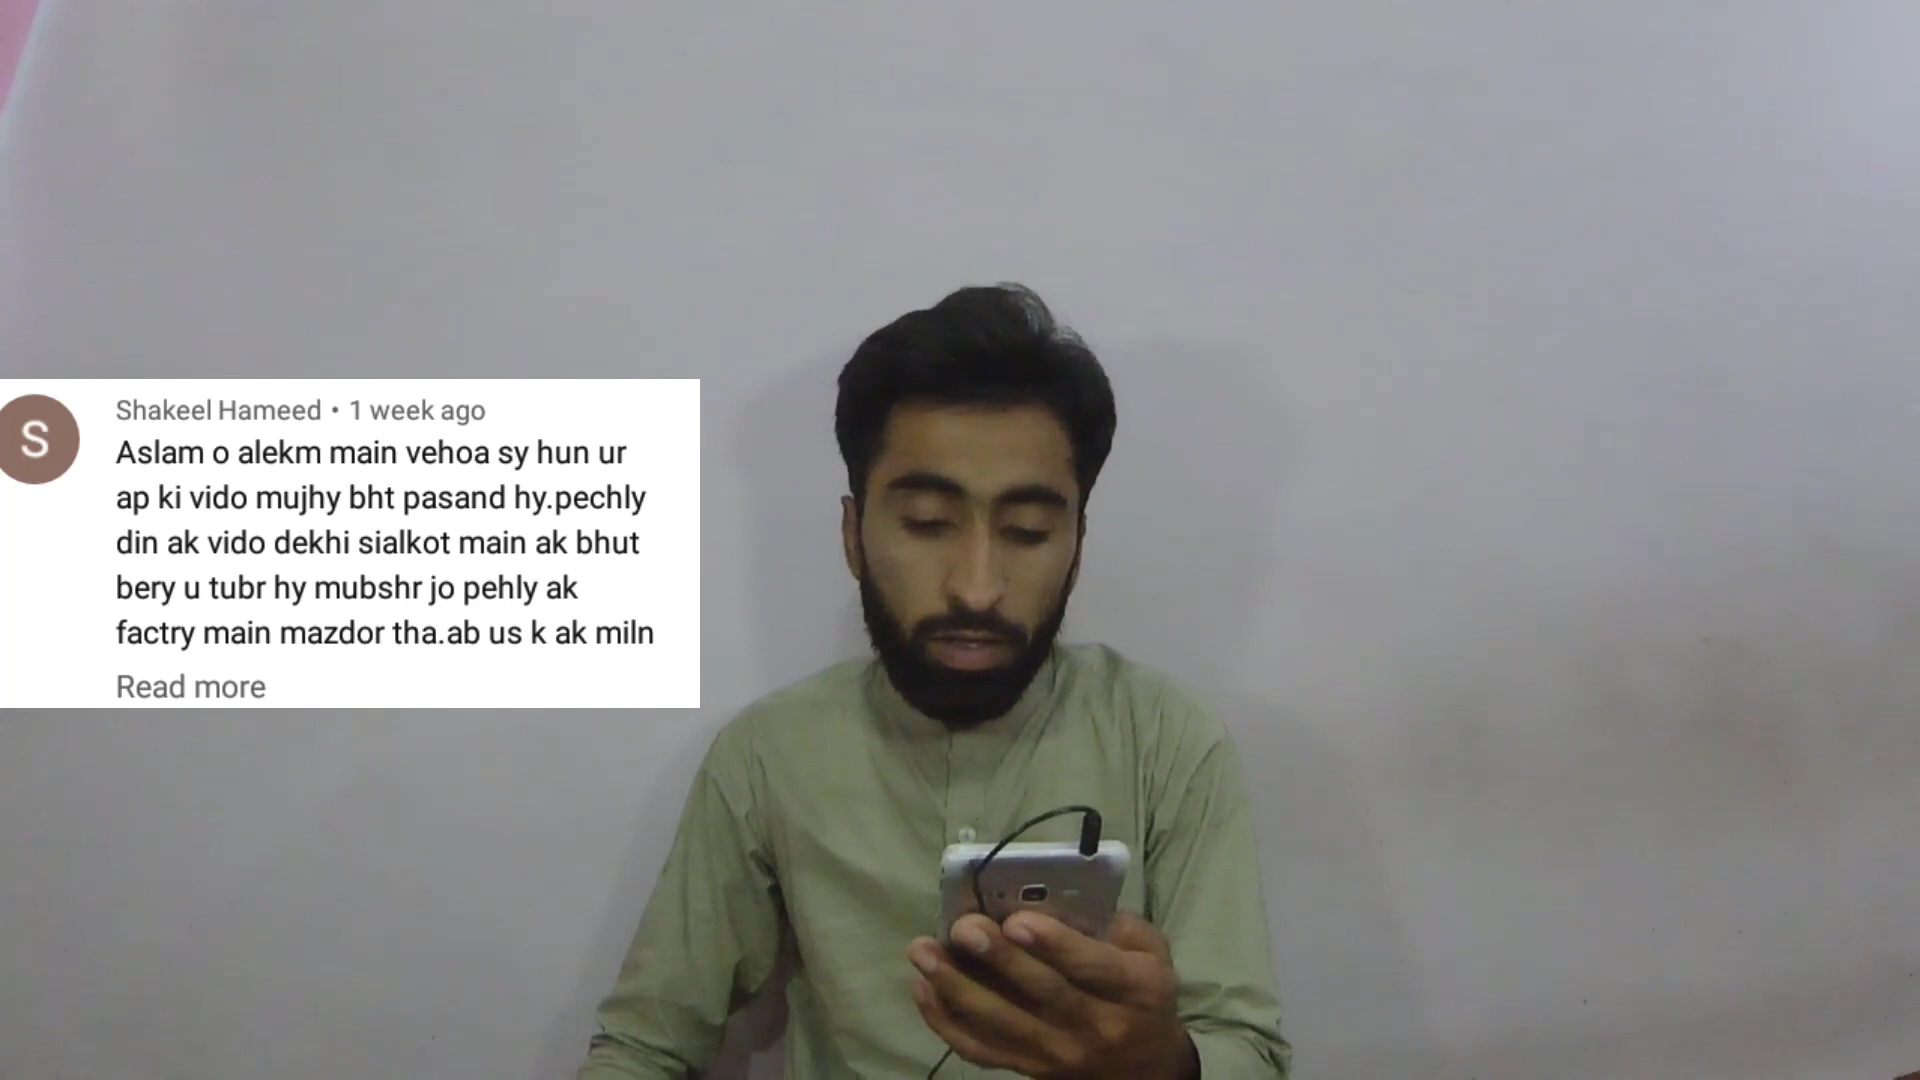 S
Shakeel Hameed • 1 week ago
Aslam o alekm main vehoa sy hun ur
ap ki vido mujhy bht pasand hy.pechly
din ak vido dekhi sialkot main ak bhut
bery u tubr hy mubshr jo pehly ak
factry main mazdor tha.ab us k ak miln
Read more